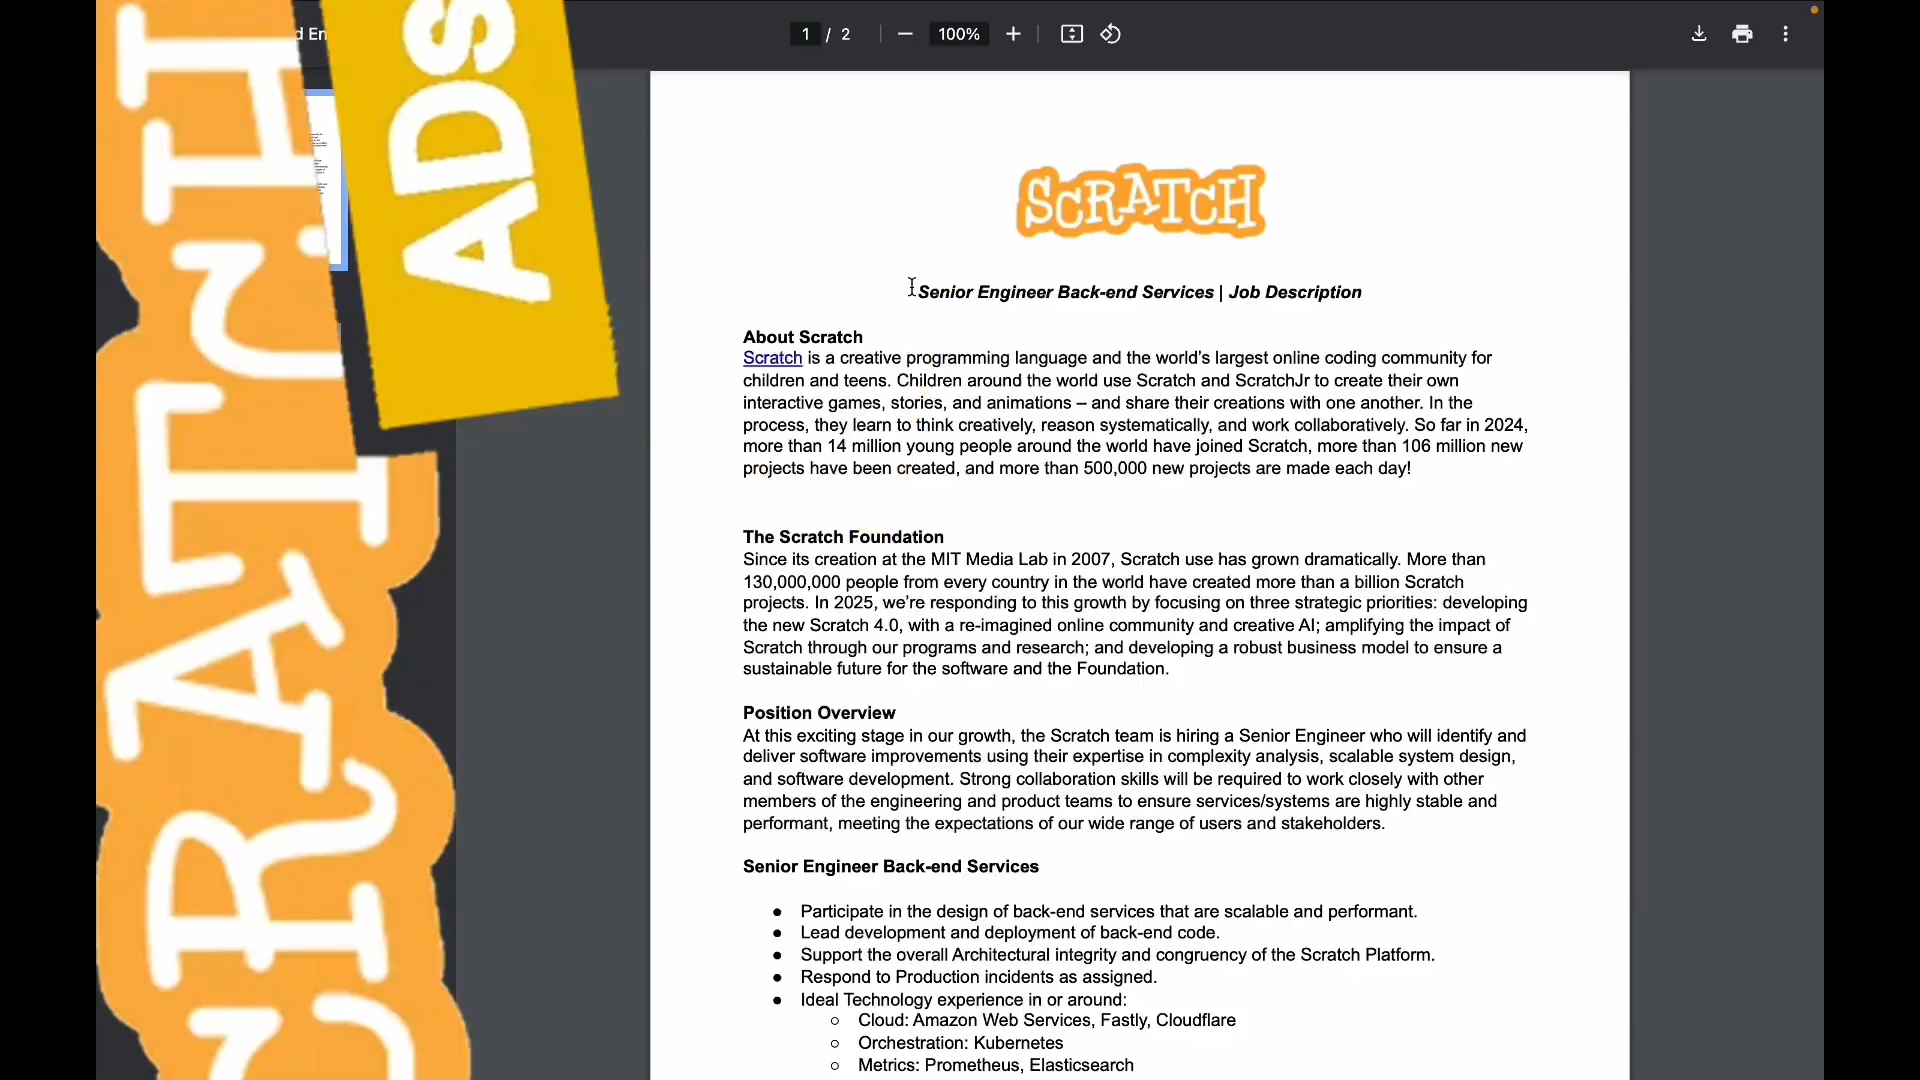 d En
1 / 2
100%
ADS
SCRATCH
SCRATCH
Senior Engineer Back-end Services | Job Description
About Scratch
Scratch is a creative programming language and the world's largest online coding community for
children and teens. Children around the world use Scratch and ScratchJr to create their own
interactive games, stories, and animations – and share their creations with one another. In the
process, they learn to think creatively, reason systematically, and work collaboratively. So far in 2024,
more than 14 million young people around the world have joined Scratch, more than 106 million new
projects have been created, and more than 500,000 new projects are made each day!
The Scratch Foundation
Since its creation at the MIT Media Lab in 2007, Scratch use has grown dramatically. More than
130,000,000 people from every country in the world have created more than a billion Scratch
projects. In 2025, we're responding to this growth by focusing on three strategic priorities: developing
the new Scratch 4.0, with a re-imagined online community and creative AI; amplifying the impact of
Scratch through our programs and research; and developing a robust business model to ensure a
sustainable future for the software and the Foundation.
Position Overview
At this exciting stage in our growth, the Scratch team is hiring a Senior Engineer who will identify and
deliver software improvements using their expertise in complexity analysis, scalable system design,
and software development. Strong collaboration skills will be required to work closely with other
members of the engineering and product teams to ensure services/systems are highly stable and
performant, meeting the expectations of our wide range of users and stakeholders.
Senior Engineer Back-end Services
● Participate in the design of back-end services that are scalable and performant.
● Lead development and deployment of back-end code.
● Support the overall Architectural integrity and congruency of the Scratch Platform.
● Respond to Production incidents as assigned.
● Ideal Technology experience in or around:
○ Cloud: Amazon Web Services, Fastly, Cloudflare
○ Orchestration: Kubernetes
○ Metrics: Prometheus, Elasticsearch